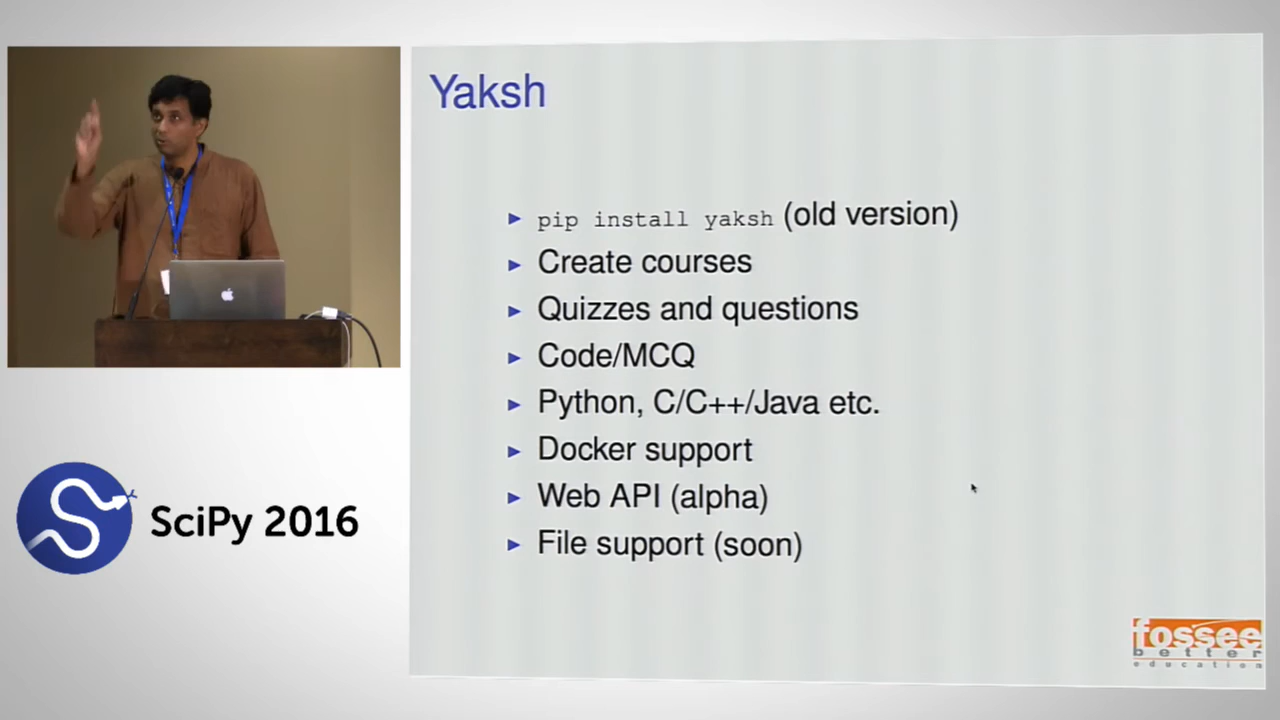 Yaksh
pip install yaksh (old version)
Create courses
Quizzes and questions
Code/MCQ
Python, C/C++/Java etc.
Docker support
Web API (alpha)
File support (soon)
SciPy 2016
fossee
better
education